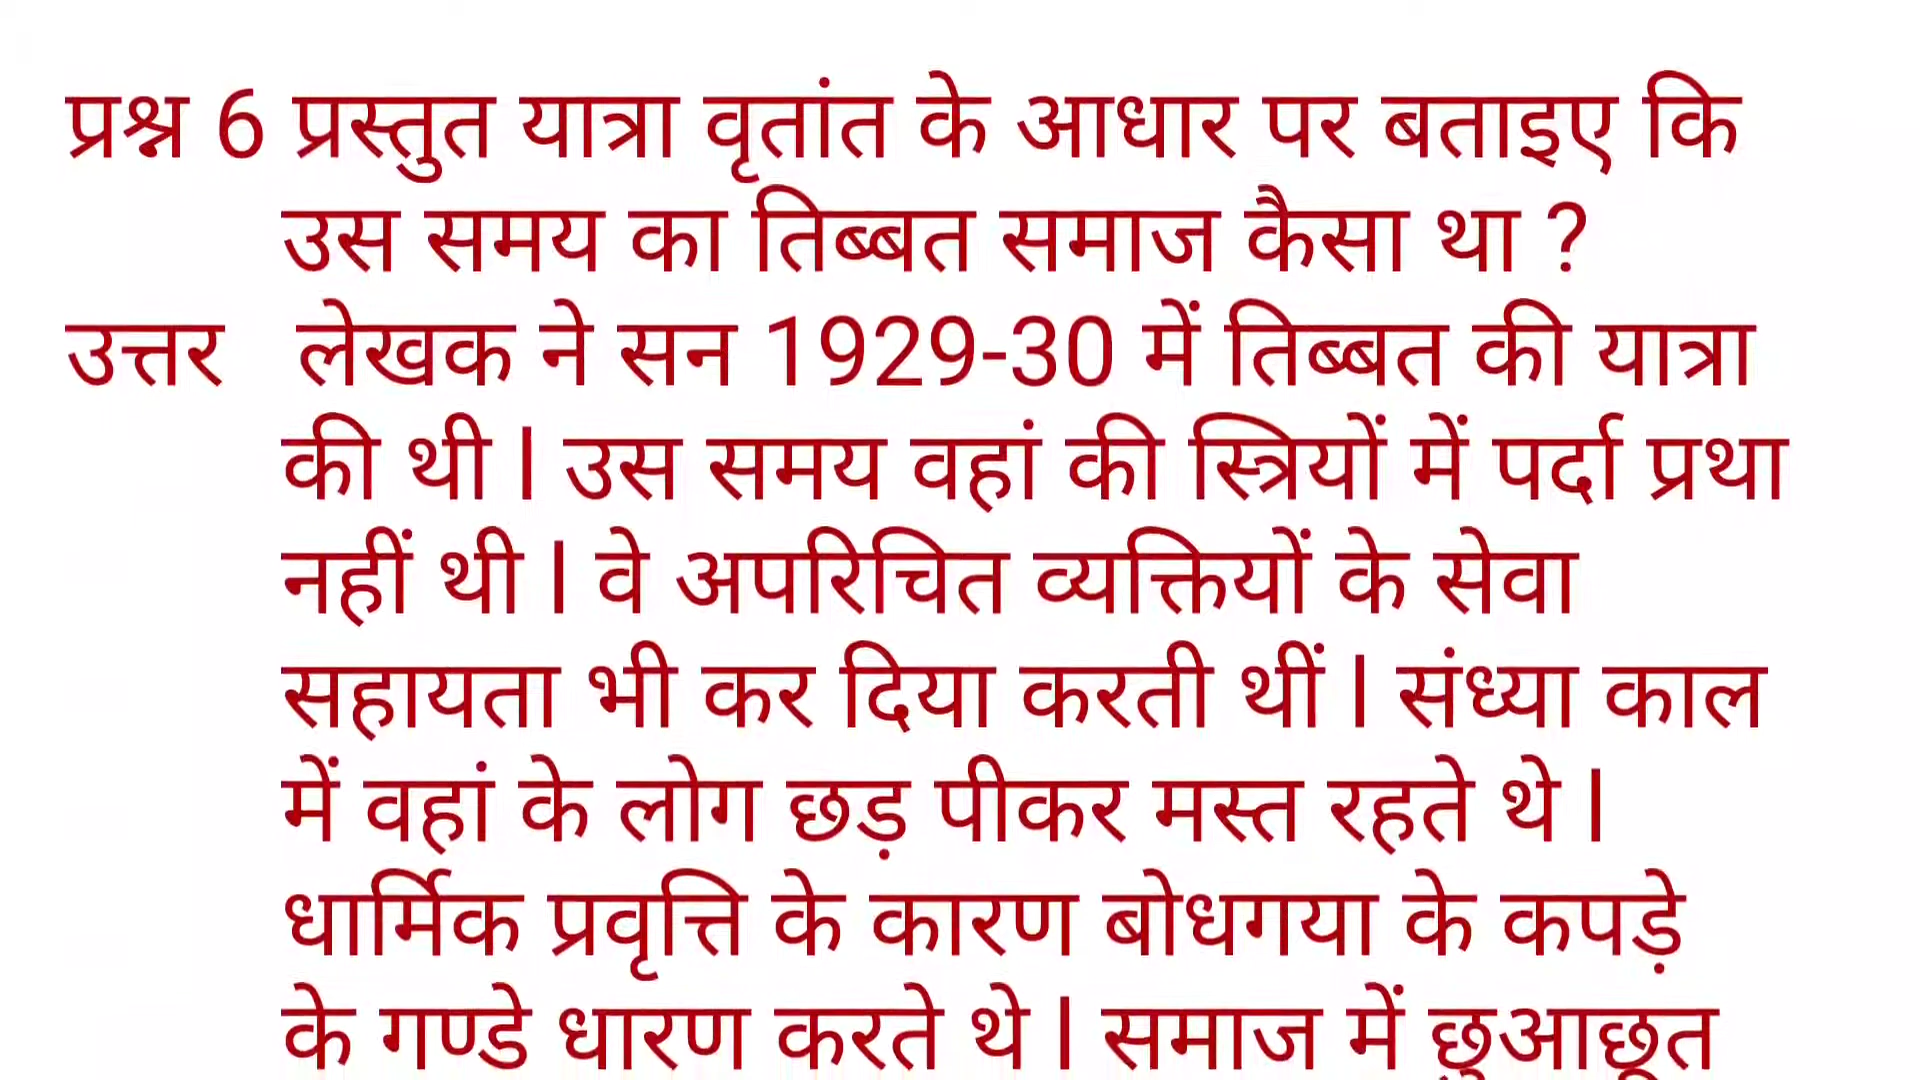 प्रश्न 6 प्रस्तुत यात्रा वृतांत के आधार पर बताइए कि
उस समय का तिब्बत समाज कैसा था ?
उत्तर लेखक ने सन 1929-30 में तिब्बत की यात्रा
की थी l उस समय वहां की स्त्रियों में पर्दा प्रथा
नहीं थी l वे अपरिचित व्यक्तियों के सेवा
सहायता भी कर दिया करती थीं l संध्या काल
में वहां के लोग छड़ पीकर मस्त रहते थे l
धार्मिक प्रवृत्ति के कारण बोधगया के कपड़े
के गण्डे धारण करते थे l समाज में छुआछूत